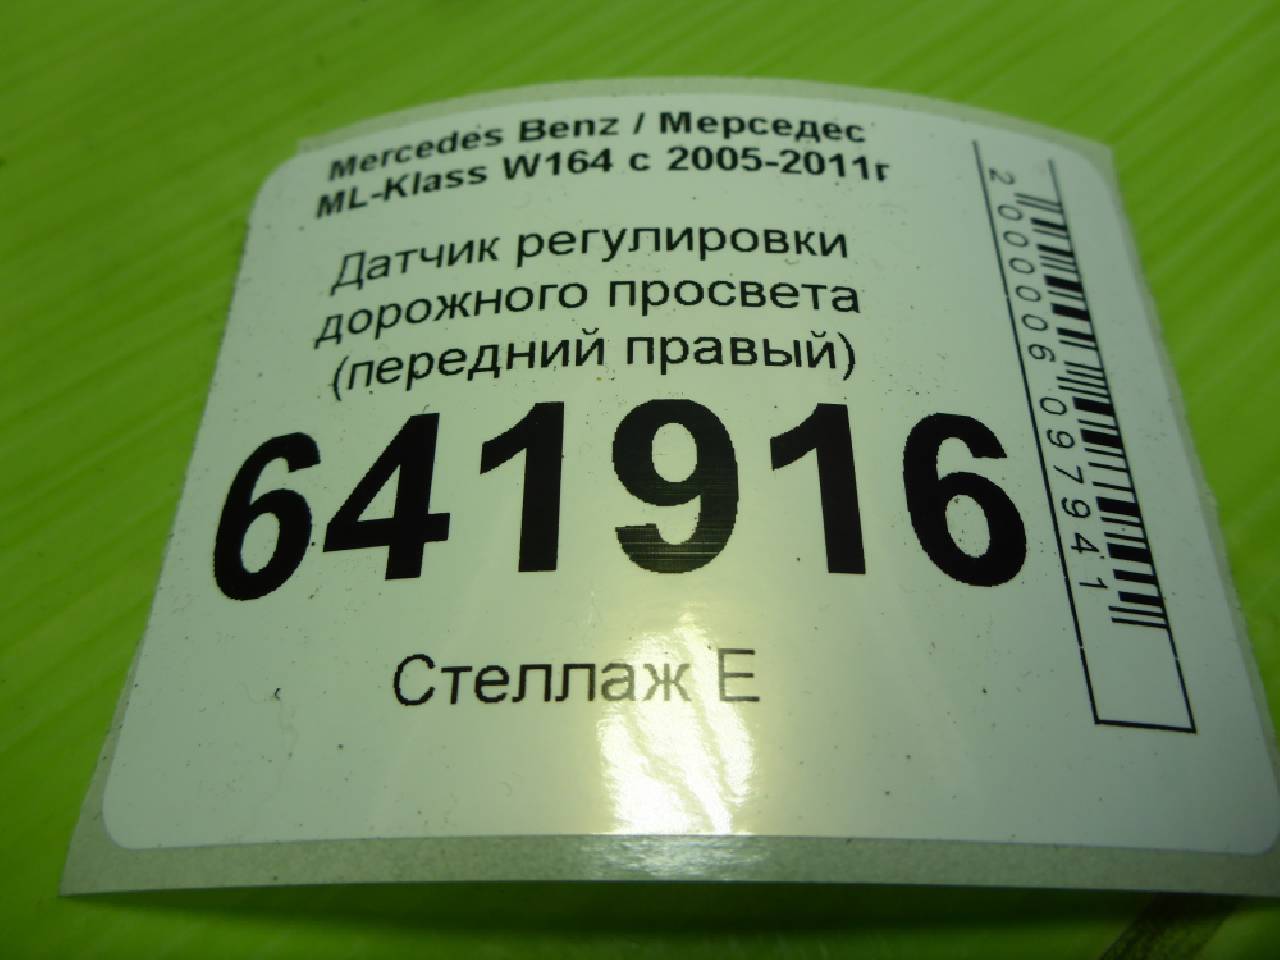 Mercedes Benz / Мерседес
ML-Klass W164 с 2005-2011г
Датчик регулировки
дорожного просвета
(передний правый)
641916
Стеллаж Е
2000006097941